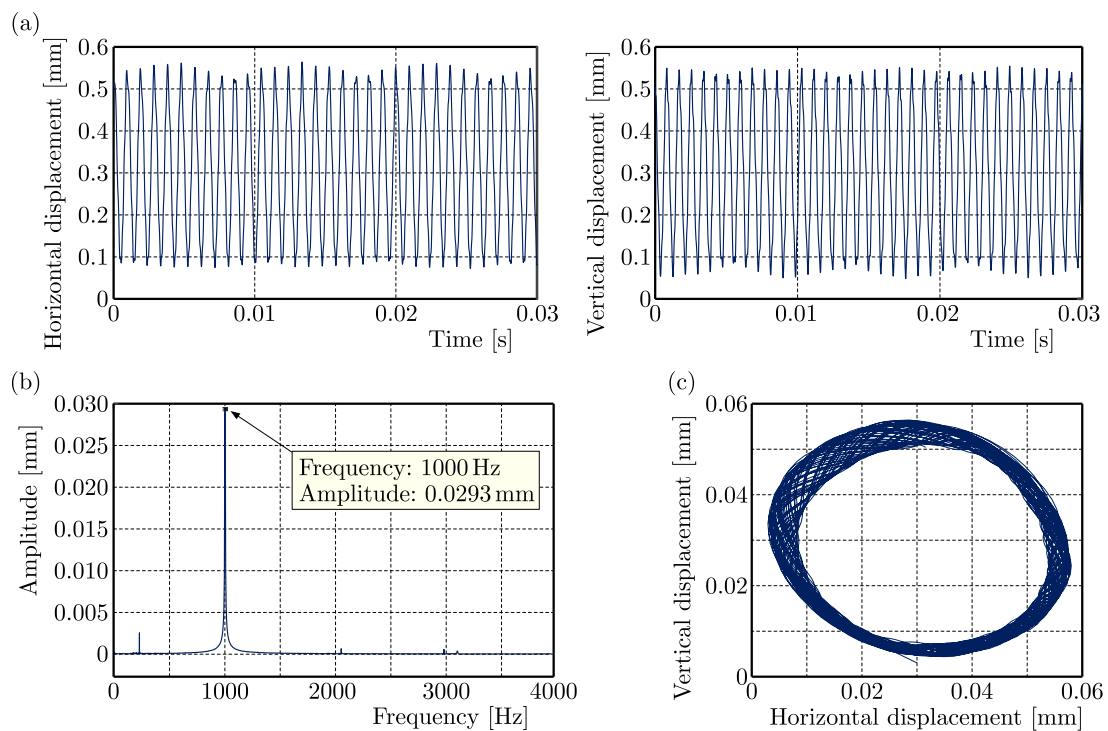 (a)
Horizontal displacement [mm]
0.6
0.5
0.4
0.3
0.2
0.1
0
0 0.01 0.02 0.03
Time [s]
Vertical displacement [mm]
0.6
0.5
0.4
0.3
0.2
0.1
0
0 0.01 0.02 0.03
Time [s]
(b)
Amplitude [mm]
0.030
0.025
0.020
0.015
0.010
0.005
0
Frequency: 1000 Hz
Amplitude: 0.0293 mm
0 1000 2000 3000 4000
Frequency [Hz]
(c)
Vertical displacement [mm]
0.06
0.04
0.02
0
0 0.02 0.04 0.06
Horizontal displacement [mm]